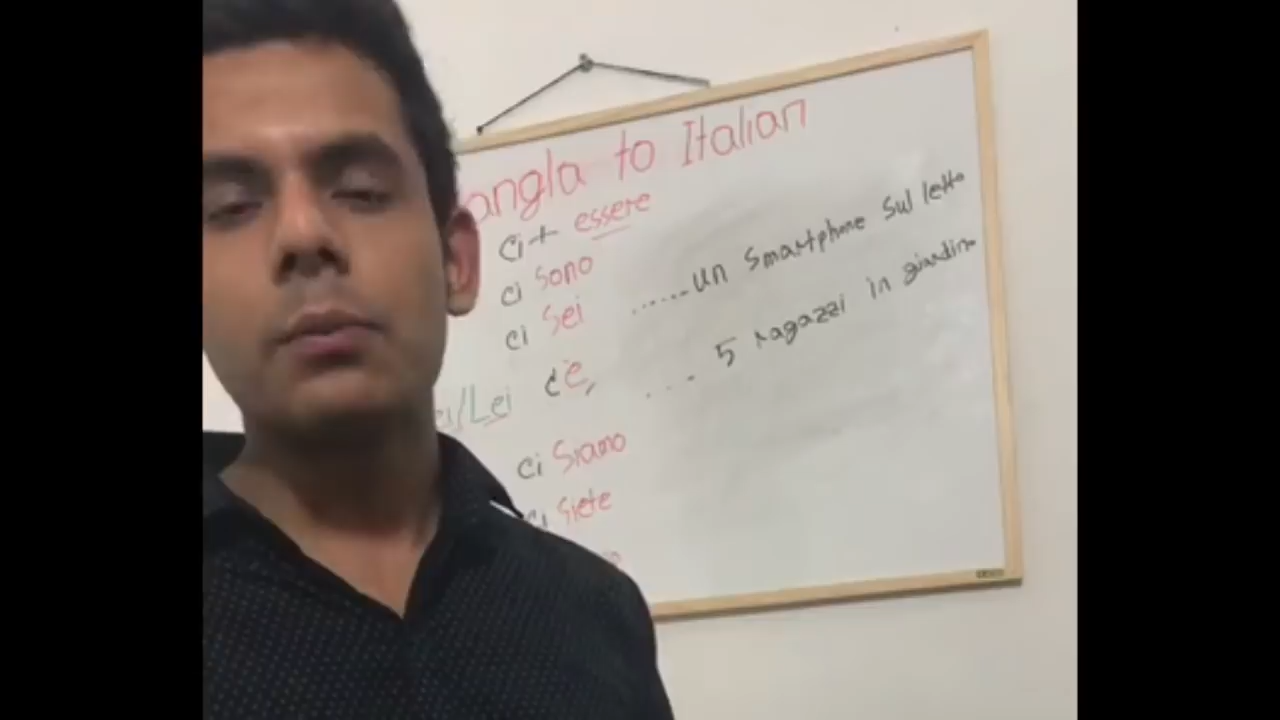 angla to Italian
ci + essere
ci Sono
ci Sei
......un Smartphone Sul letto
ei/Lei c'è,
.... 5 ragazzi in giardino
ci Siamo
ci Siete